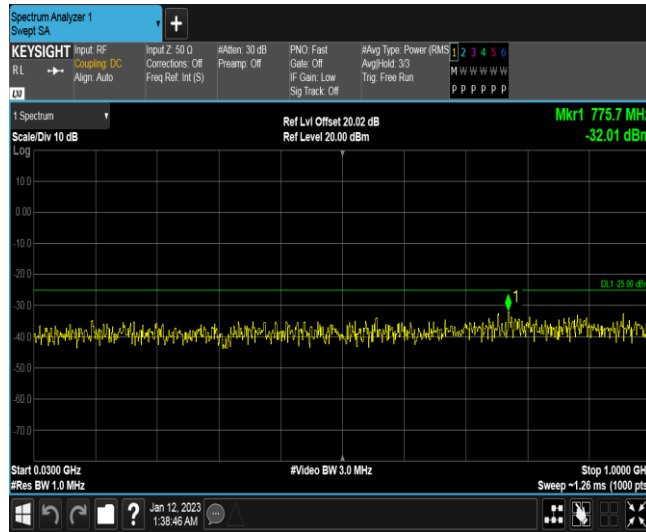 Spectrum Analyzer 1
Swept SA
+
KEYSIGHT Input: RF Input Z: 50 Ω #Atten: 30 dB PNO: Fast #Avg Type: Power (RMS 1 2 3 4 5 6
RL Coupling: DC Corrections: Off Preamp: Off Gate: Off Avg|Hold: 3/3 M W W W W W
Align: Auto Freq Ref: Int (S) IF Gain: Low Trig: Free Run
LXI Sig Track: Off P P P P P P
1 Spectrum
Ref Lvl Offset 20.02 dB Mkr1 775.7 MHz
Scale/Div 10 dB Ref Level 20.00 dBm -32.01 dBm
Log
10.0
0.00
-10.0
-20.0
DL1 -25.00 dBm
1
-30.0
-40.0
-50.0
-60.0
-70.0
Start 0.0300 GHz #Video BW 3.0 MHz Stop 1.0000 GHz
#Res BW 1.0 MHz Sweep ~1.26 ms (1000 pts
? Jan 12, 2023
1:38:46 AM